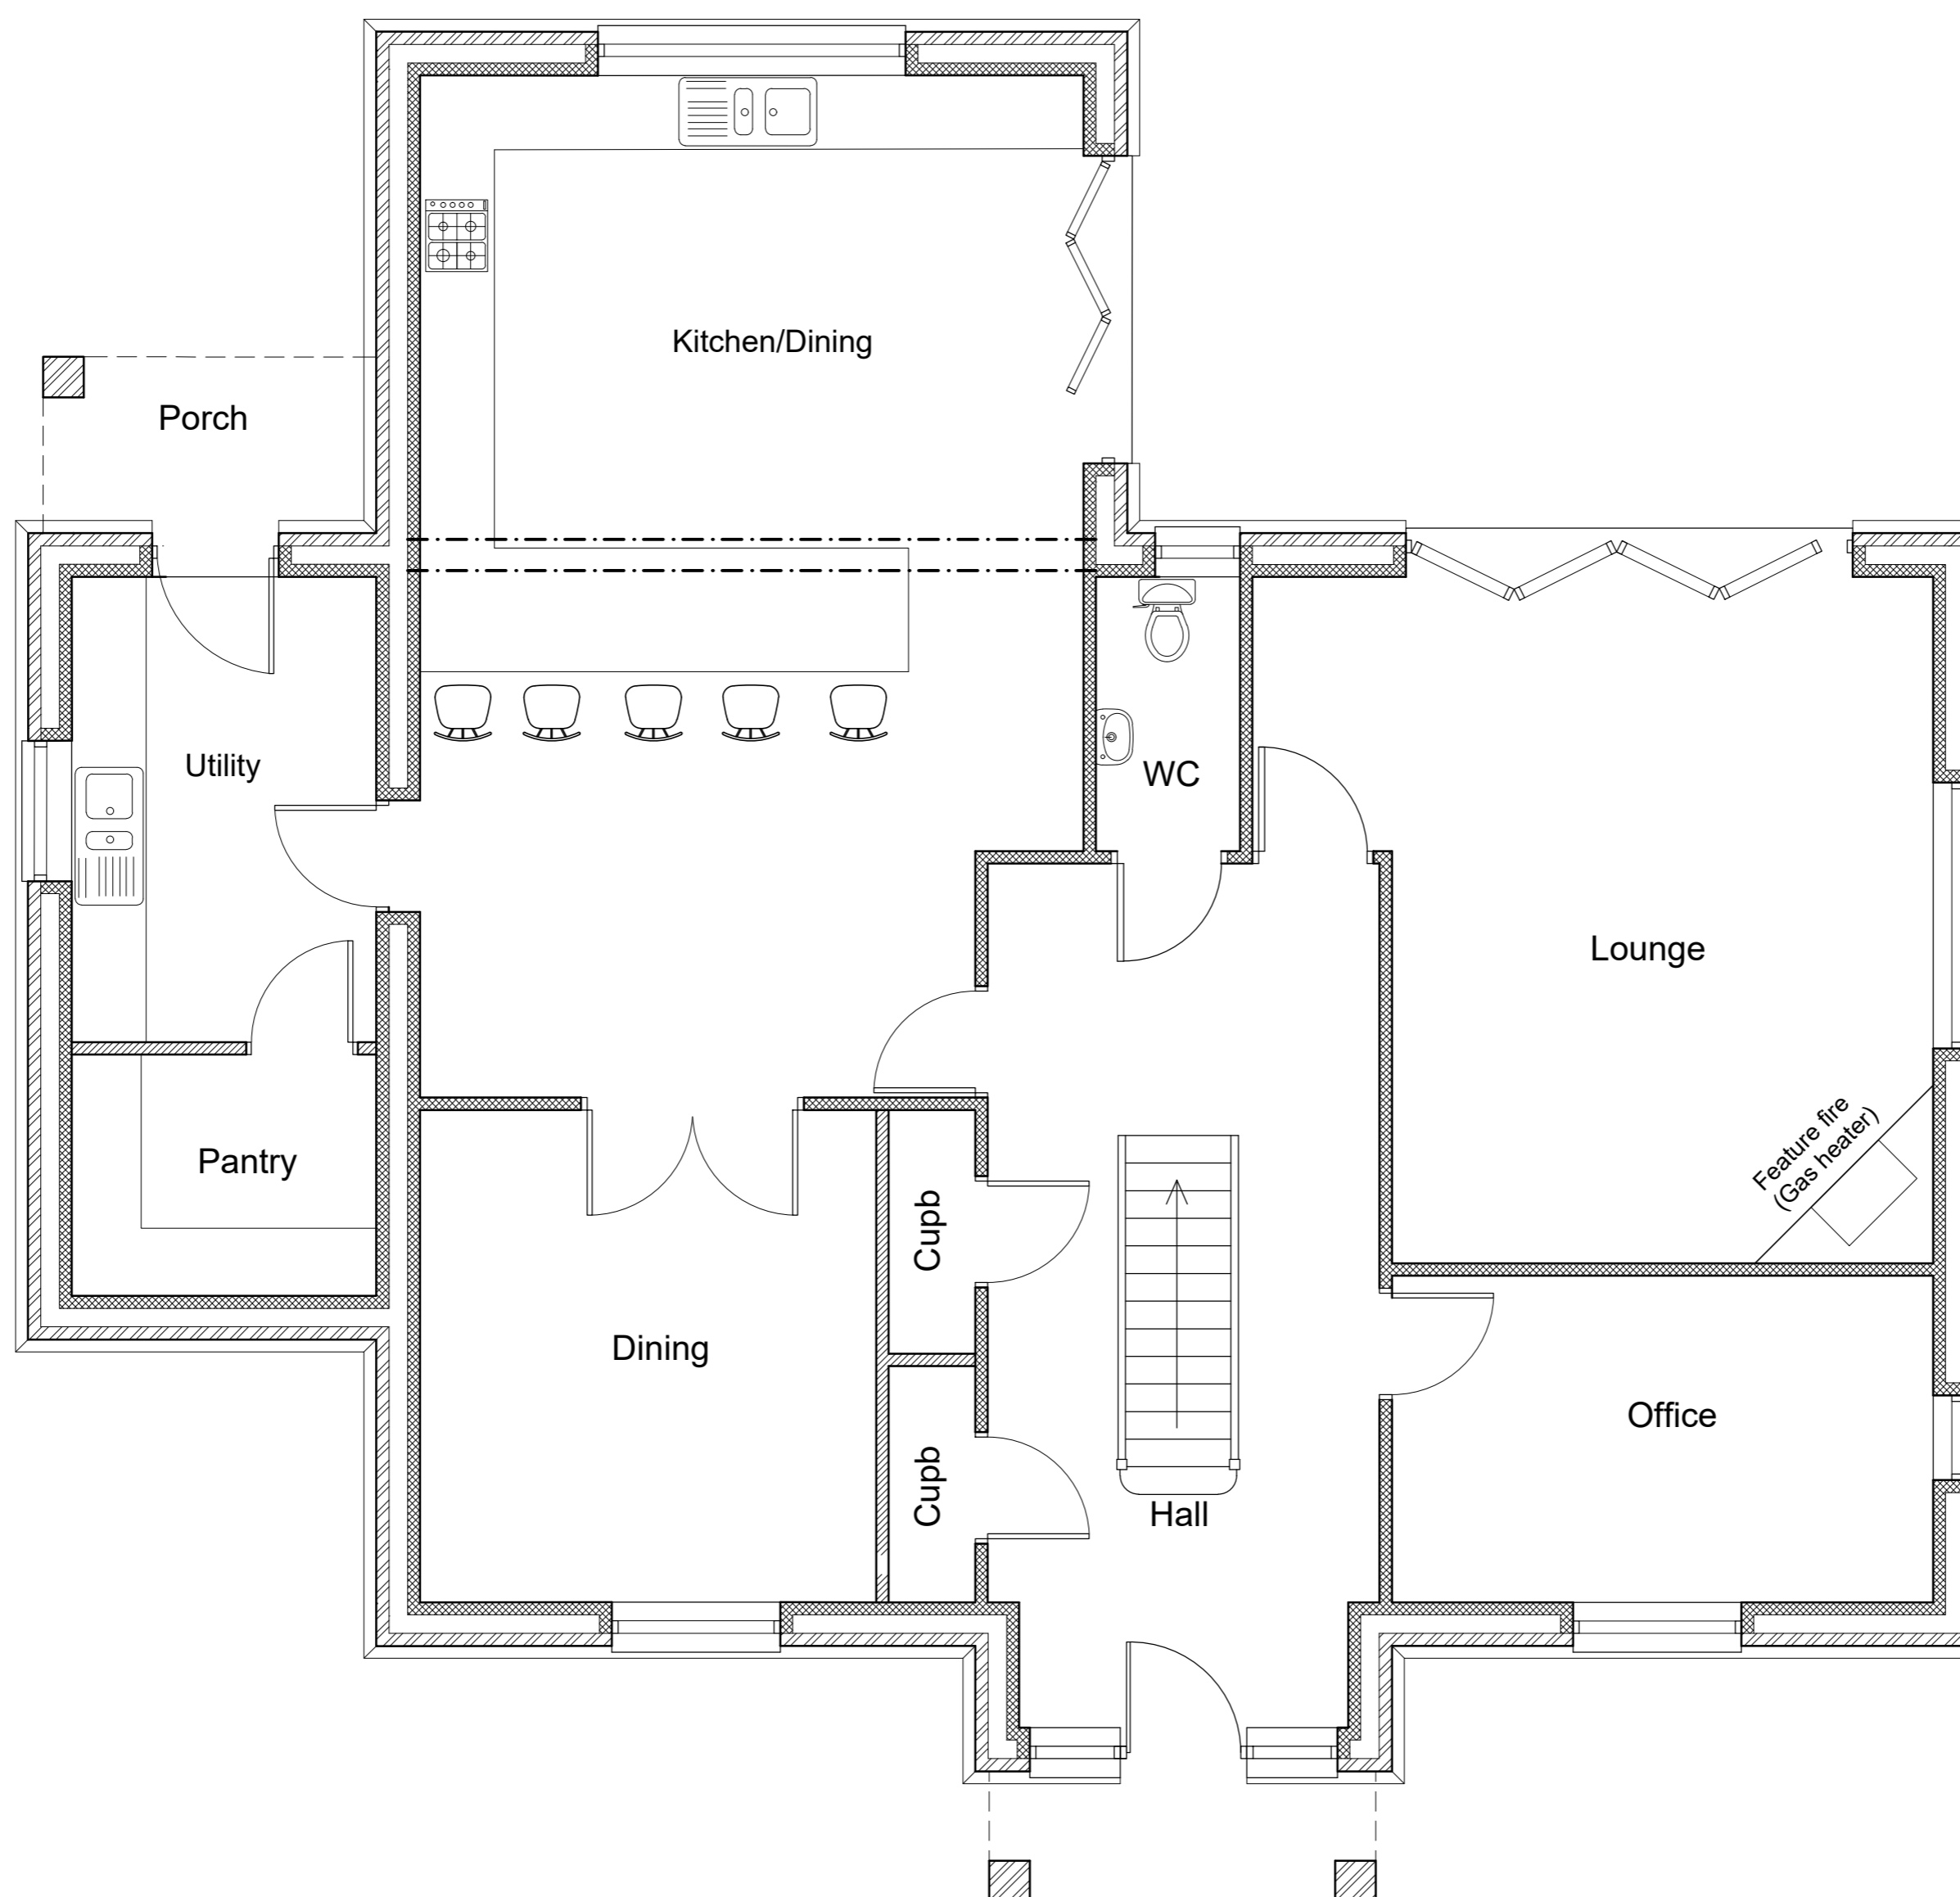 Kitchen/Dining
Porch
Utility
WC
Lounge
Feature fire
(Gas heater)
Pantry
Cupb
Dining
Office
Cupb
Hall